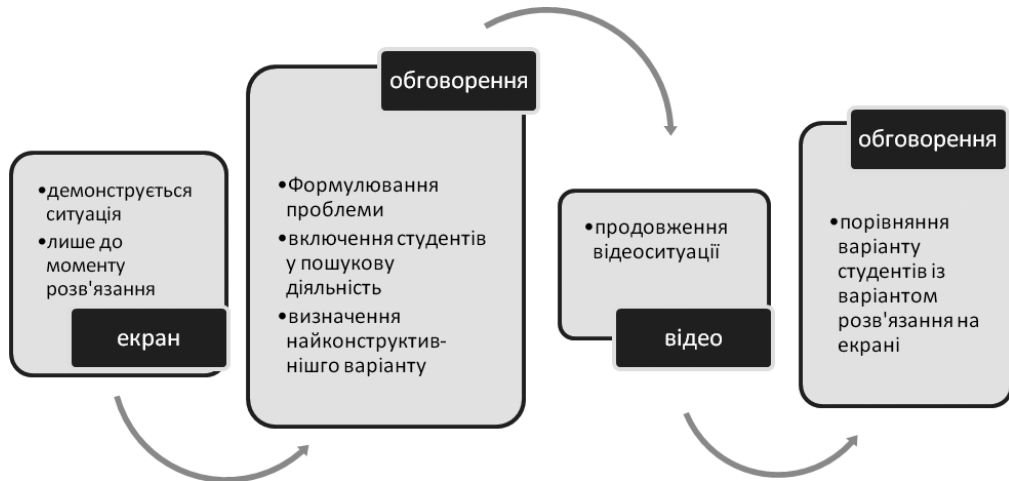 •демонструється
ситуація
•лише до
моменту
розв'язання
екран
обговорення
•Формулювання
проблеми
•включення студентів
у пошукову
діяльність
•визначення
найконструктив-
нішго варіанту
•продовження
відеоситуації
відео
обговорення
•порівняння
варіанту
студентів із
варіантом
розв'язання на
екрані